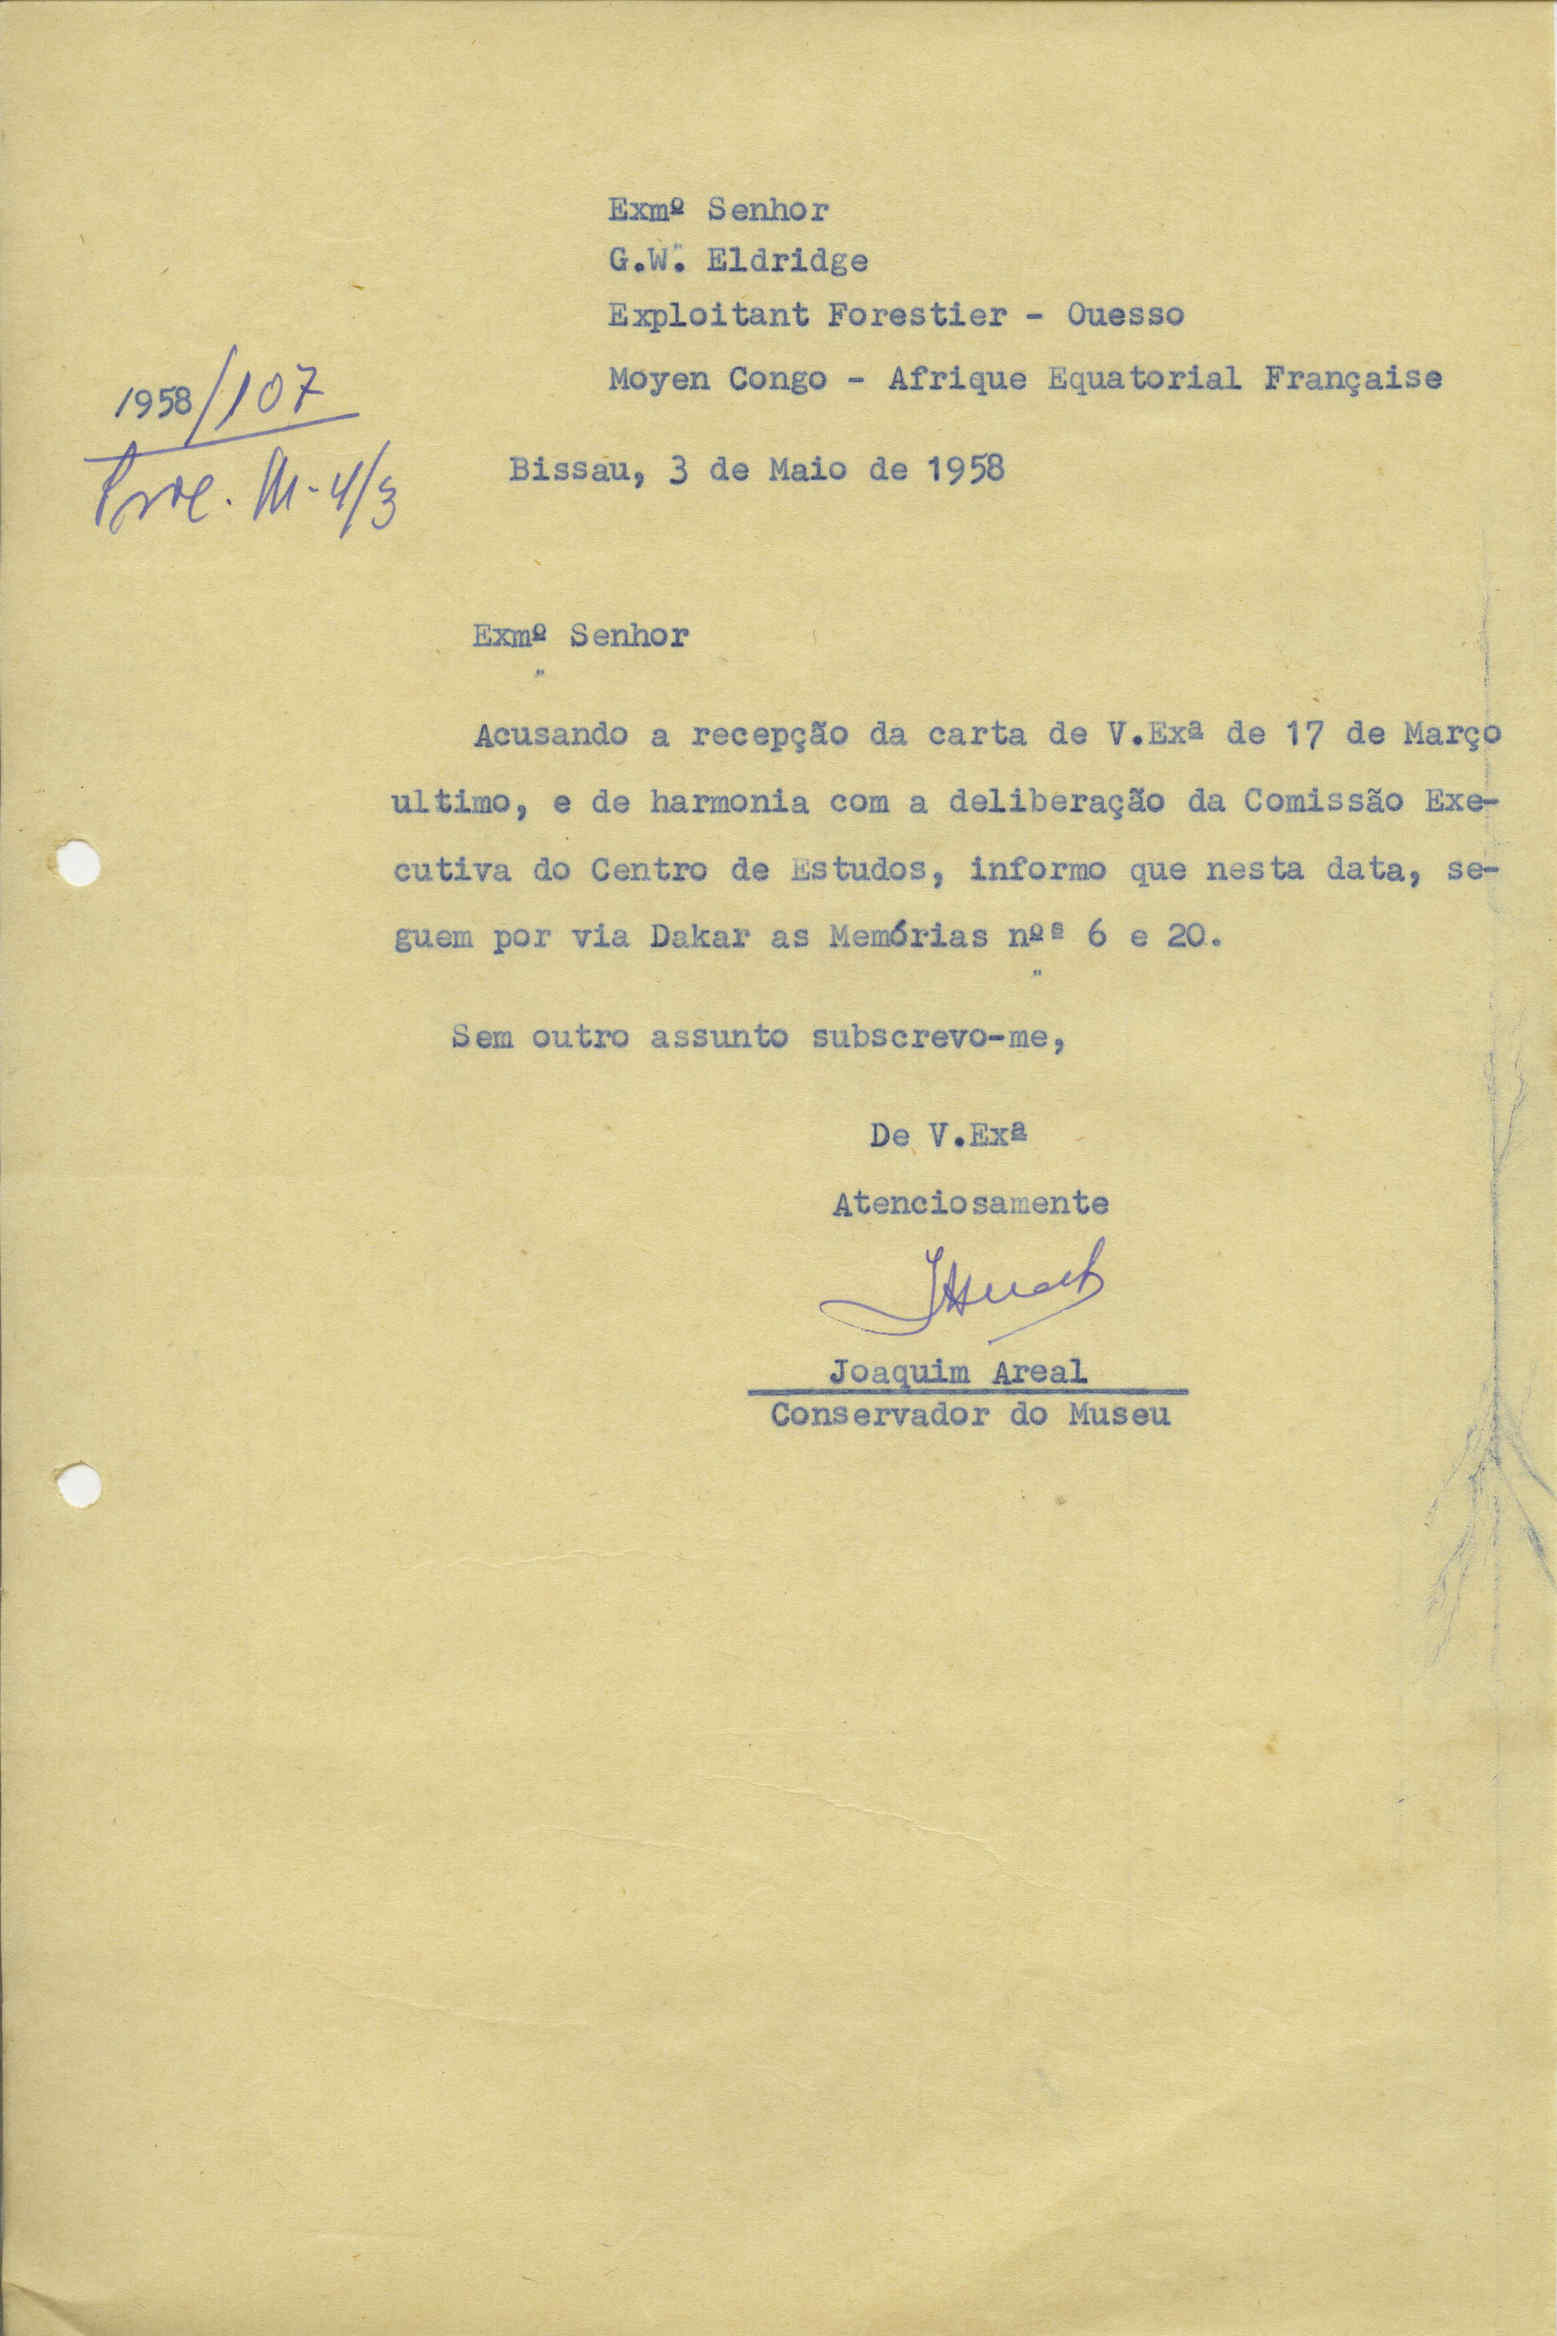 Exmº Senhor
G.W. Eldridge
Exploitant Forestier - Ouesso
Moyen Congo - Afrique Equatorial Française
1958/107
Proc. M-4/3
Bissau, 3 de Maio de 1958
Exmº Senhor
Acusando a recepção da carta de V.Exª de 17 de Março
ultimo, e de harmonia com a deliberação da Comissão Exe-
cutiva do Centro de Estudos, informo que nesta data, se-
guem por via Dakar as Memórias nºs 6 e 20.
Sem outro assunto subscrevo-me,
De V.Exª
Atenciosamente
Joaquim Areal
Conservador do Museu